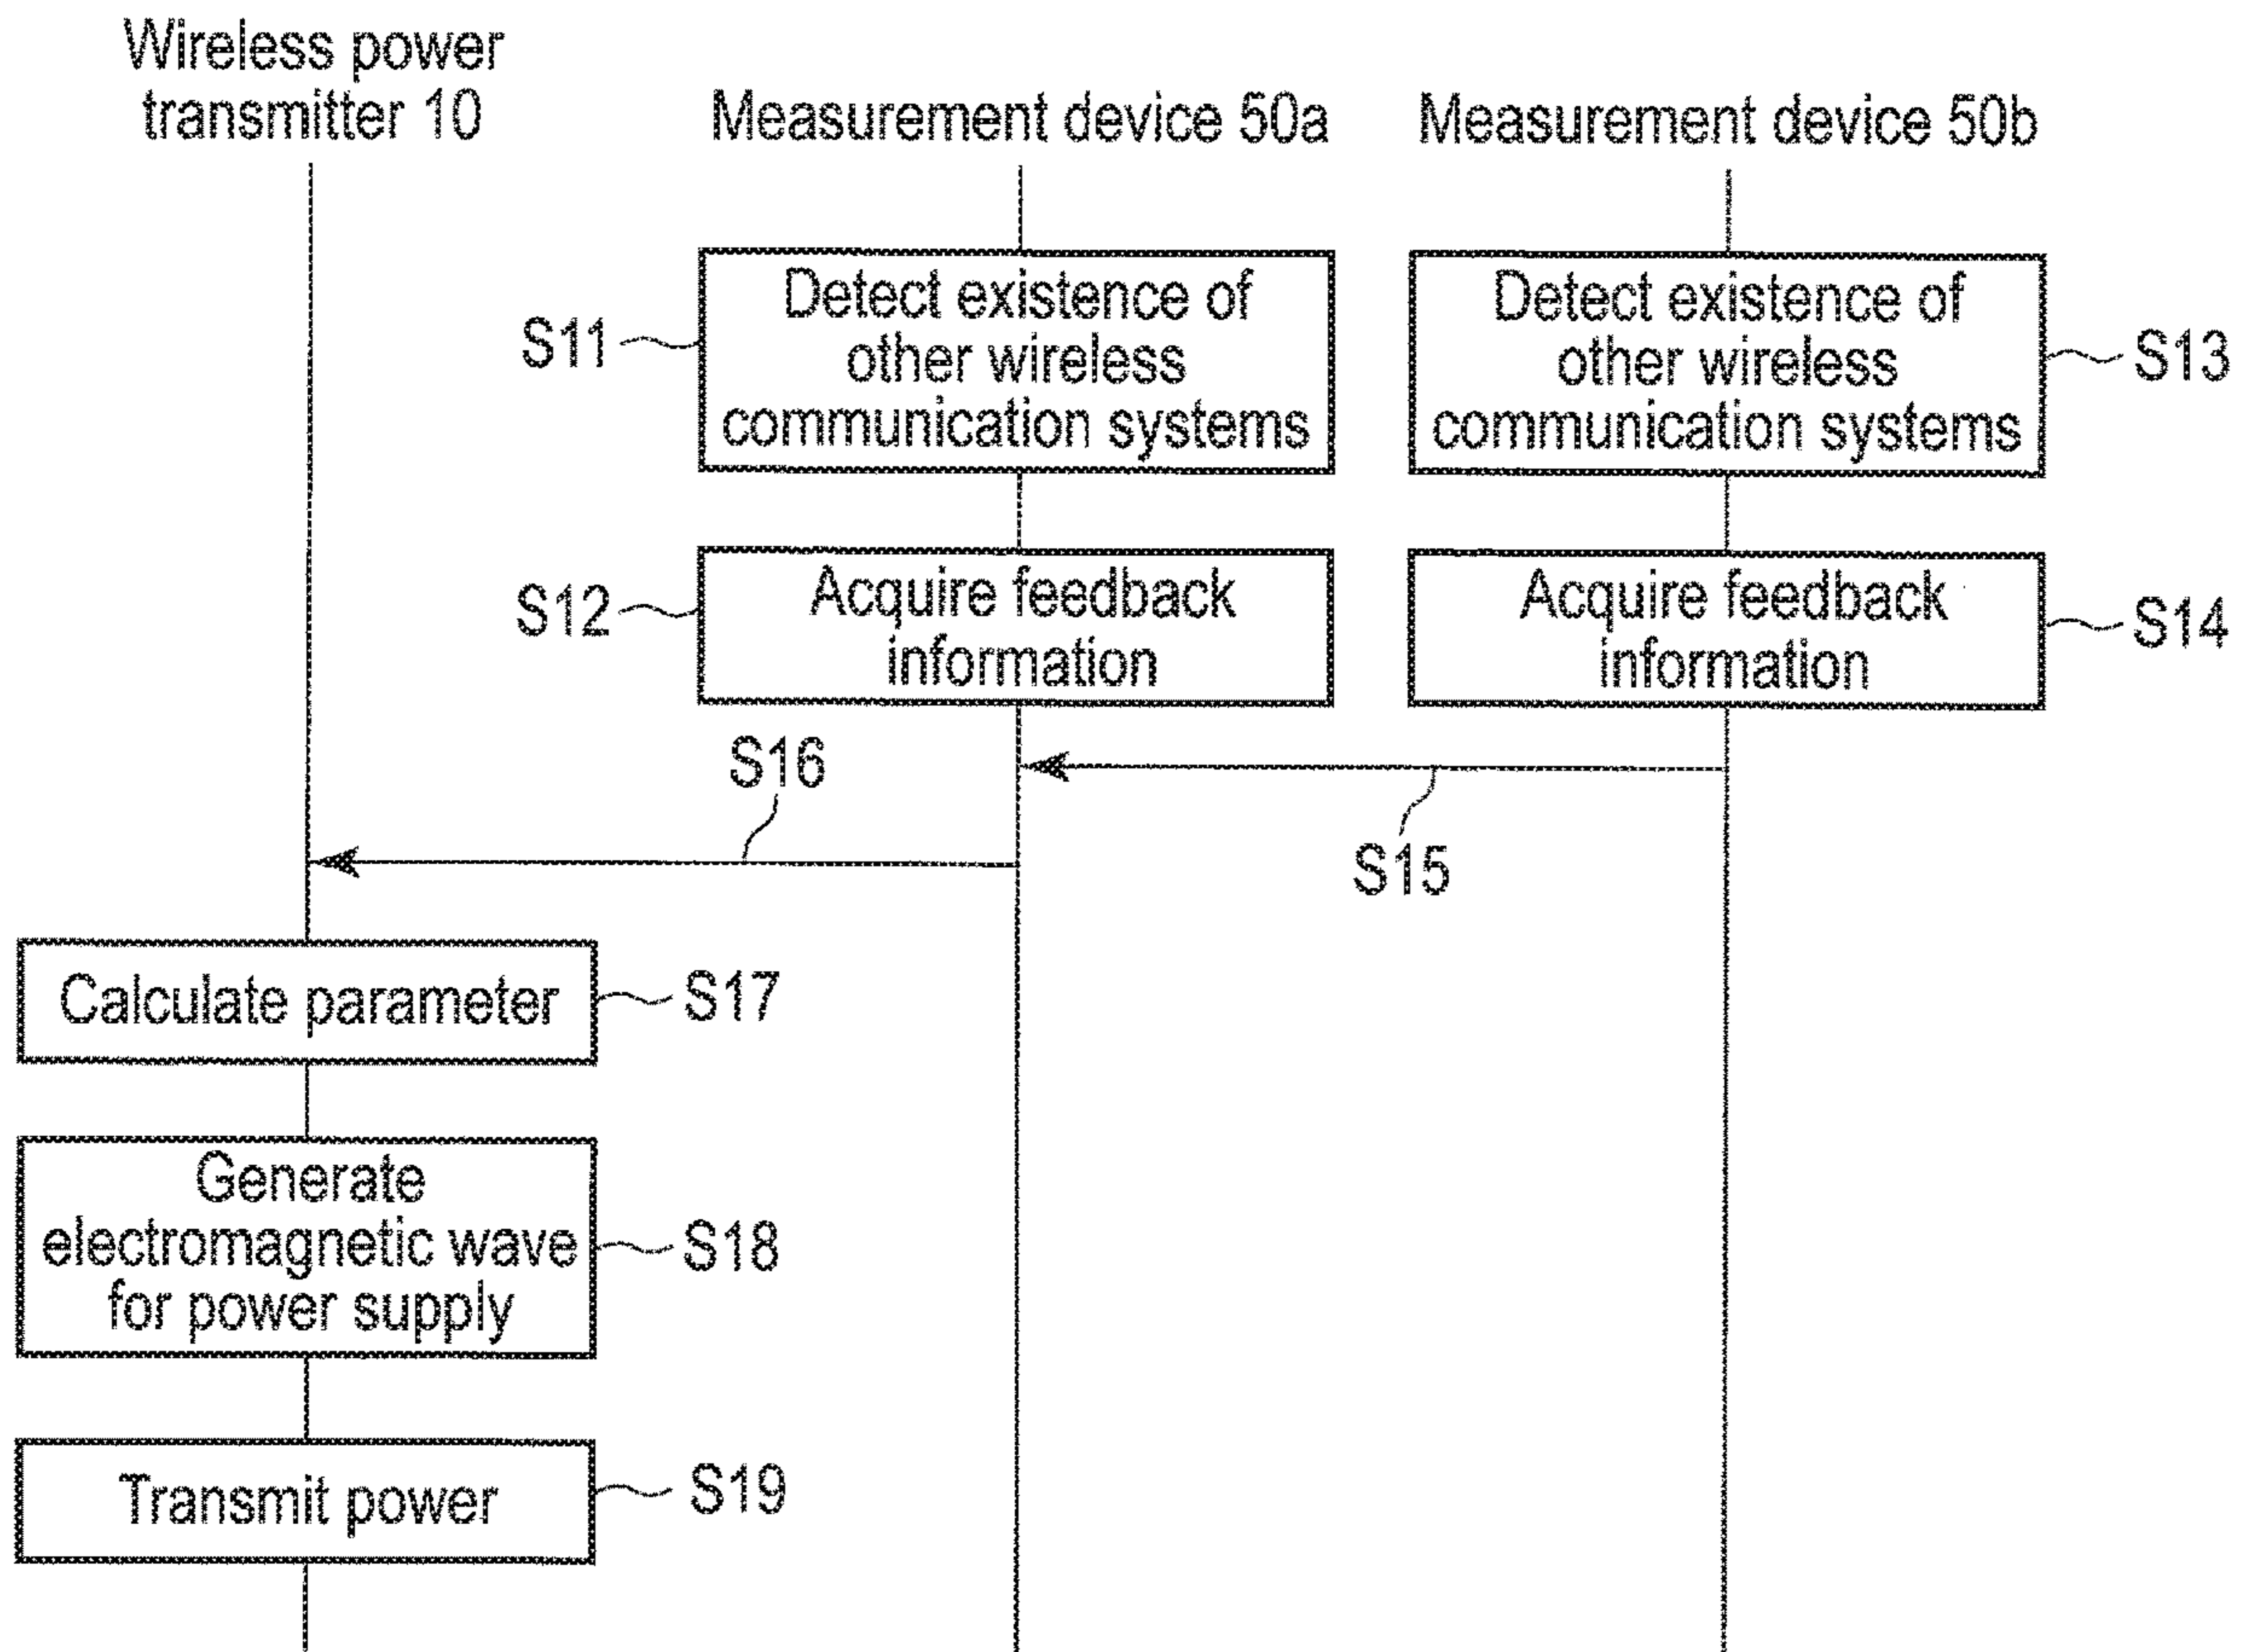 Wireless power
transmitter 10
Measurement device 50a
Measurement device 50b
S11
Detect existence of
other wireless
communication systems
Detect existence of
other wireless
communication systems
S13
S12
Acquire feedback
information
Acquire feedback
information
S14
S16
S15
Calculate parameter
S17
Generate
electromagnetic wave
for power supply
S18
Transmit power
S19